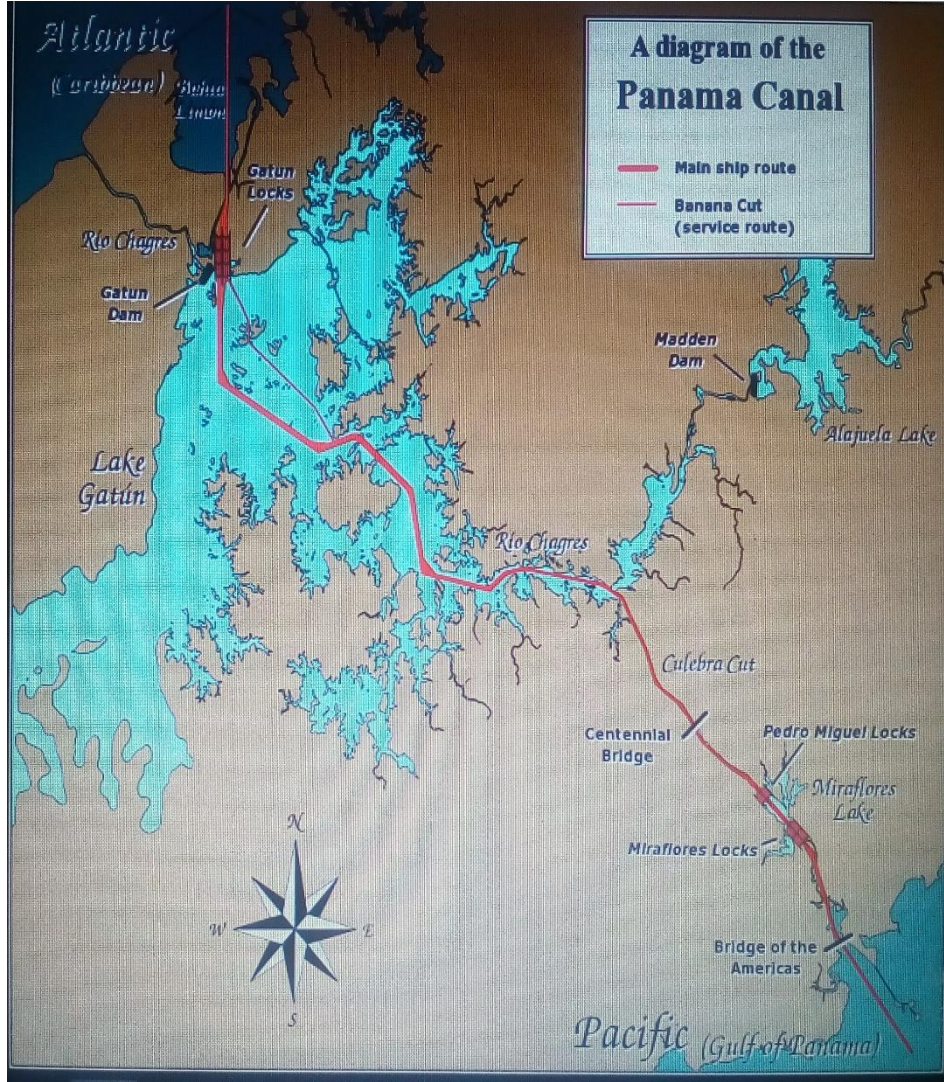 Atlantic
(Caribbean)
Bahia
Limon
A diagram of the
Panama Canal
Main ship route
Banana Cut
(service route)
Gatun
Locks
Rio Chagres
Gatun
Dam
Madden
Dam
Alajuela Lake
Lake
Gatún
Rio Chagres
Culebra Cut
Centennial
Bridge
Pedro Miguel Locks
Miraflores
Lake
Miraflores Locks
N
W
E
S
Bridge of the
Americas
Pacific (Gulf of Panama)